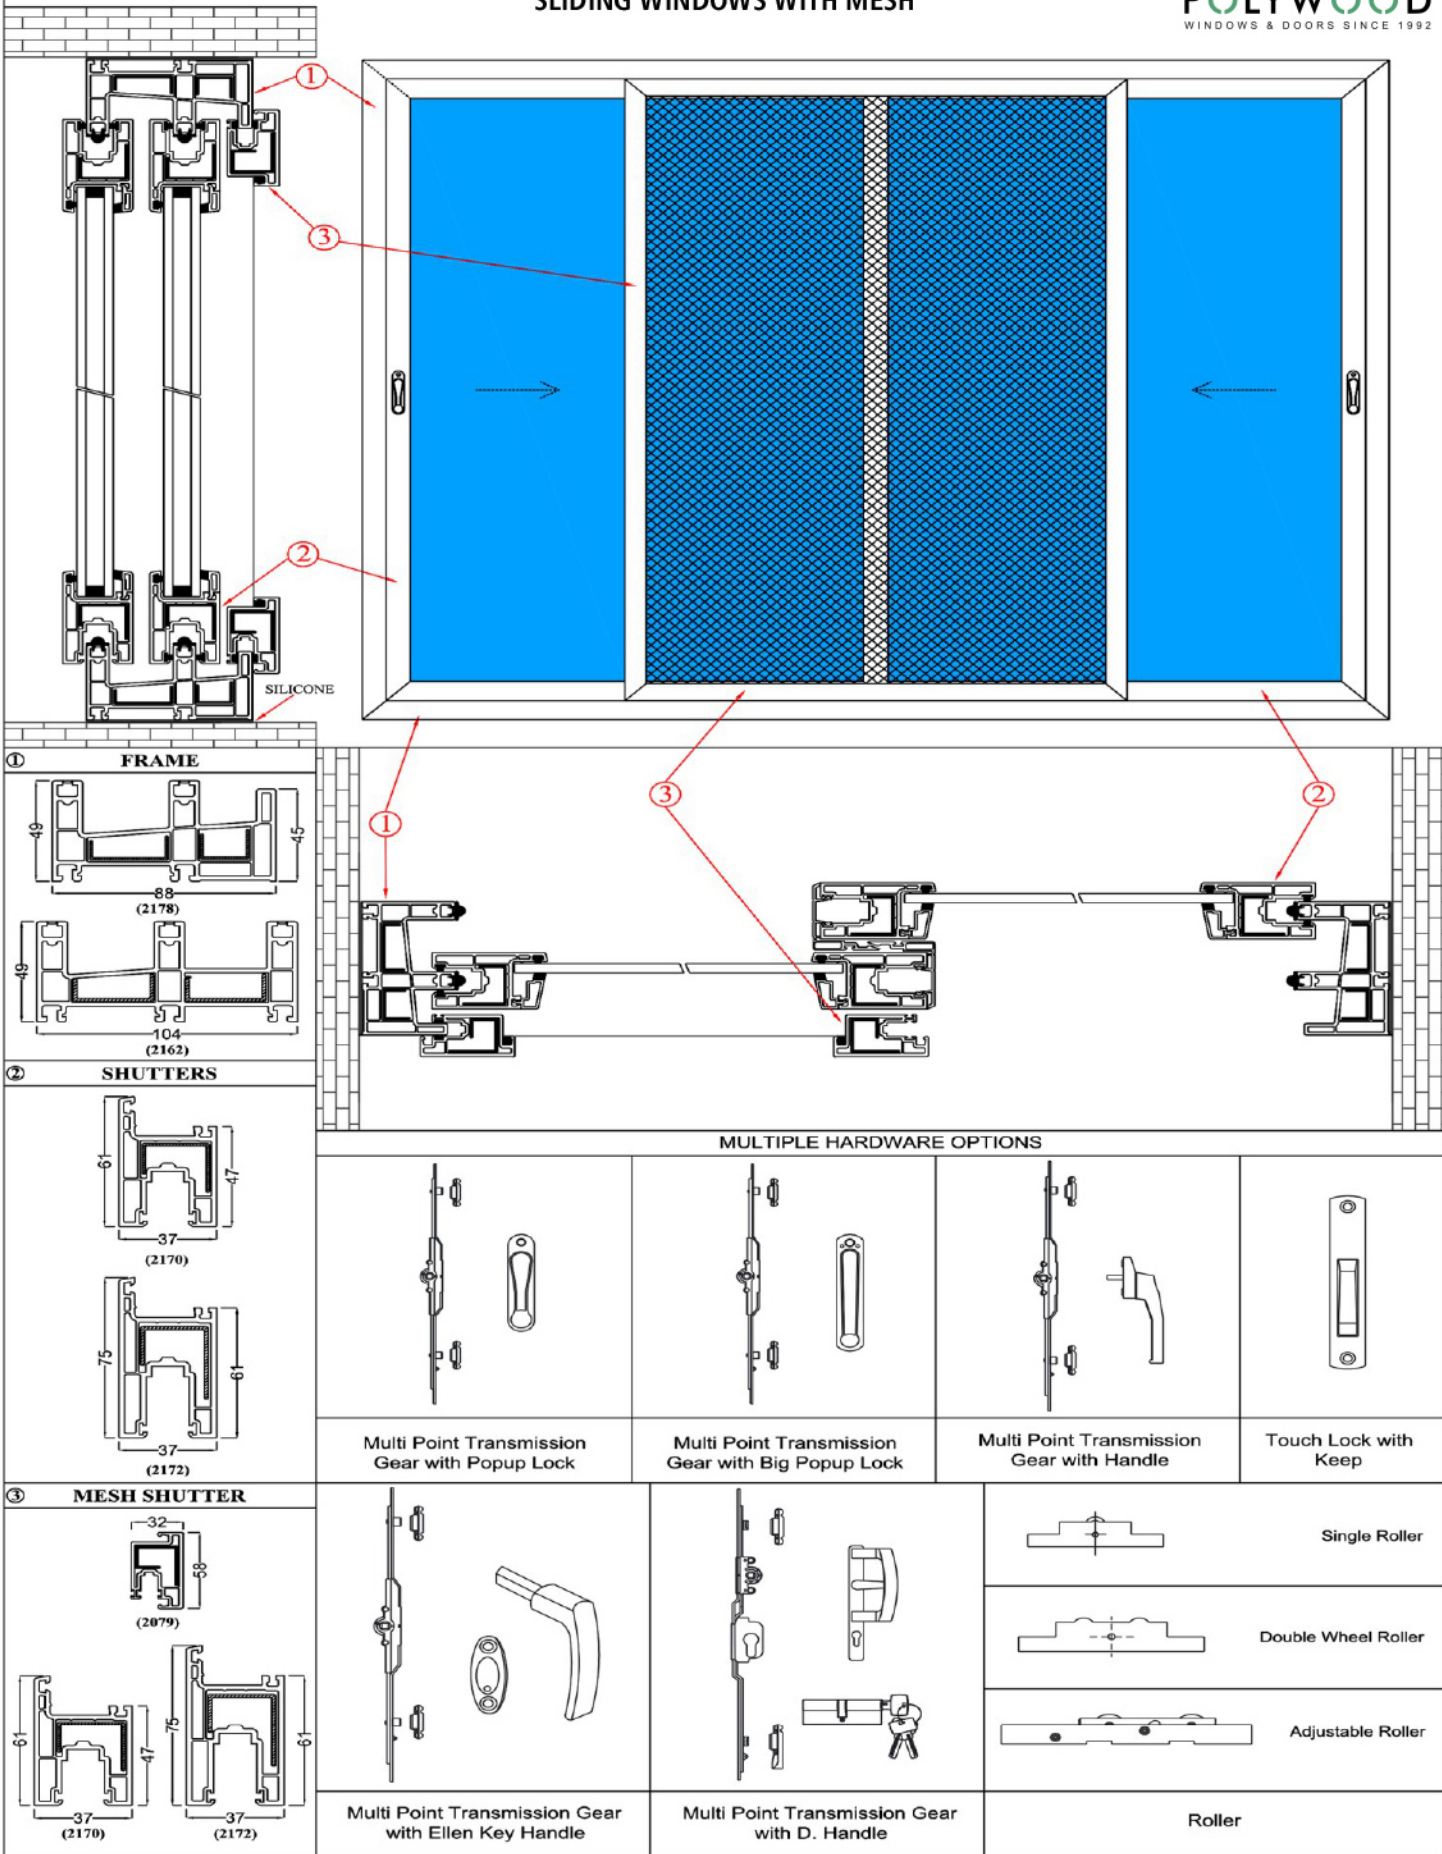 SLIDING WINDOWS WITH MESH
POLYWOOD
WINDOWS & DOORS SINCE 1992
1
3
2
SILICONE
1
3
2
① FRAME
49
45
88
(2178)
49
104
(2162)
② SHUTTERS
61
47
37
(2170)
75
61
37
(2172)
③ MESH SHUTTER
32
58
(2079)
61
47
37
(2170)
75
61
37
(2172)
MULTIPLE HARDWARE OPTIONS
Multi Point Transmission
Gear with Popup Lock
Multi Point Transmission
Gear with Big Popup Lock
Multi Point Transmission
Gear with Handle
Touch Lock with
Keep
Multi Point Transmission Gear
with Ellen Key Handle
Multi Point Transmission Gear
with D. Handle
Single Roller
Double Wheel Roller
Adjustable Roller
Roller